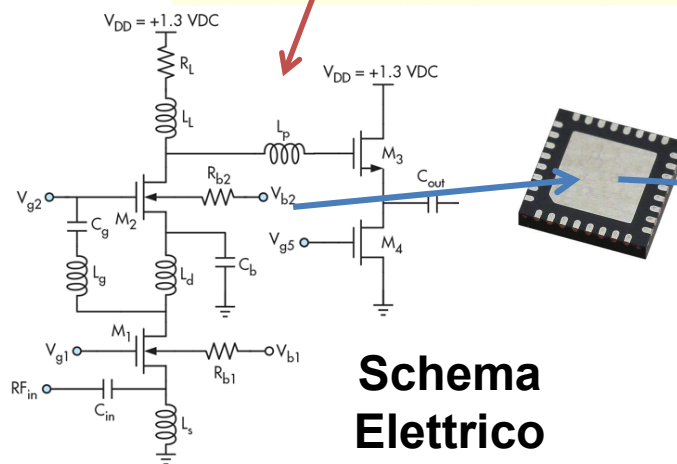 V_DD = +1.3 VDC
R_L
V_DD = +1.3 VDC
L_L
L_p
M_3
R_b2
C_out
V_g2
V_b2
M_2
C_g
V_g5
M_4
L_g
L_d
C_b
M_1
V_g1
V_b1
R_b1
RF_in
C_in
L_s
Schema
Elettrico